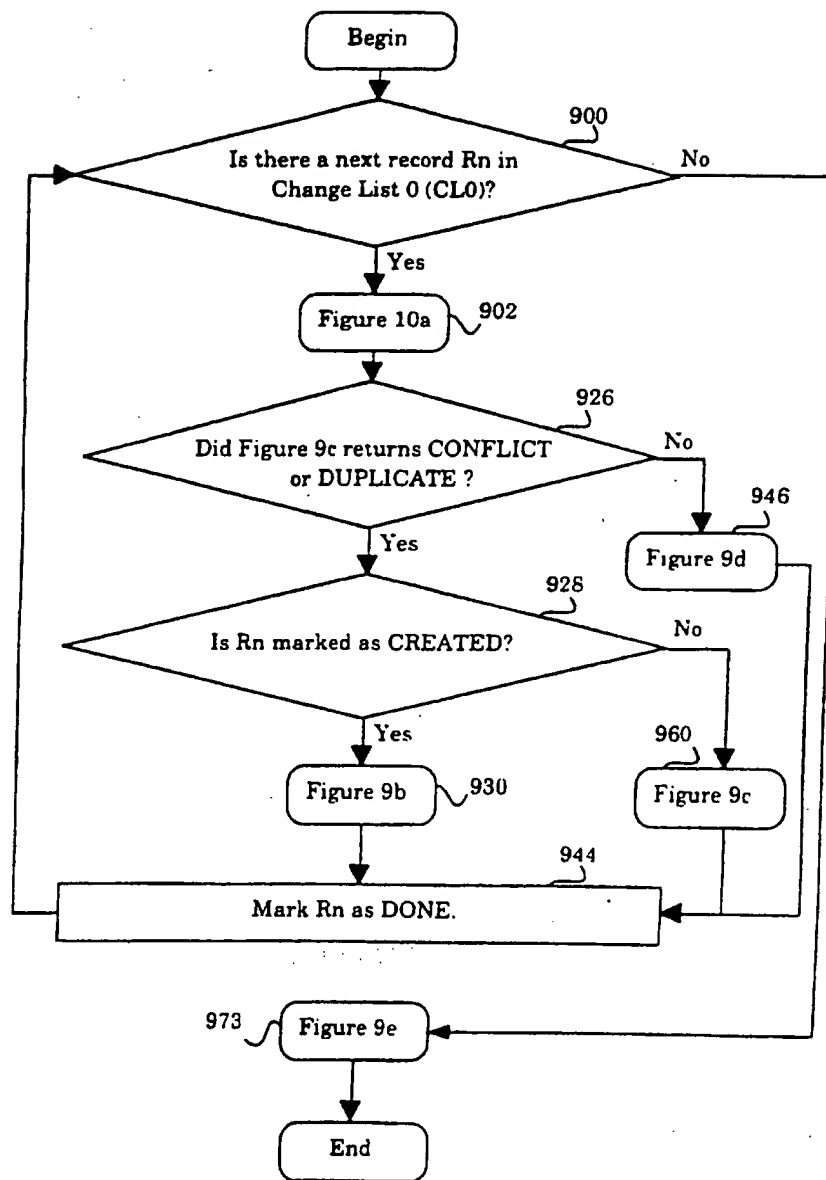 Begin
900
Is there a next record Rn in
Change List 0 (CL0)?
No
Yes
Figure 10a
902
926
Did Figure 9c returns CONFLICT
or DUPLICATE ?
No
946
Figure 9d
Yes
928
Is Rn marked as CREATED?
No
Yes
960
Figure 9b
930
Figure 9c
944
Mark Rn as DONE.
973
Figure 9e
End